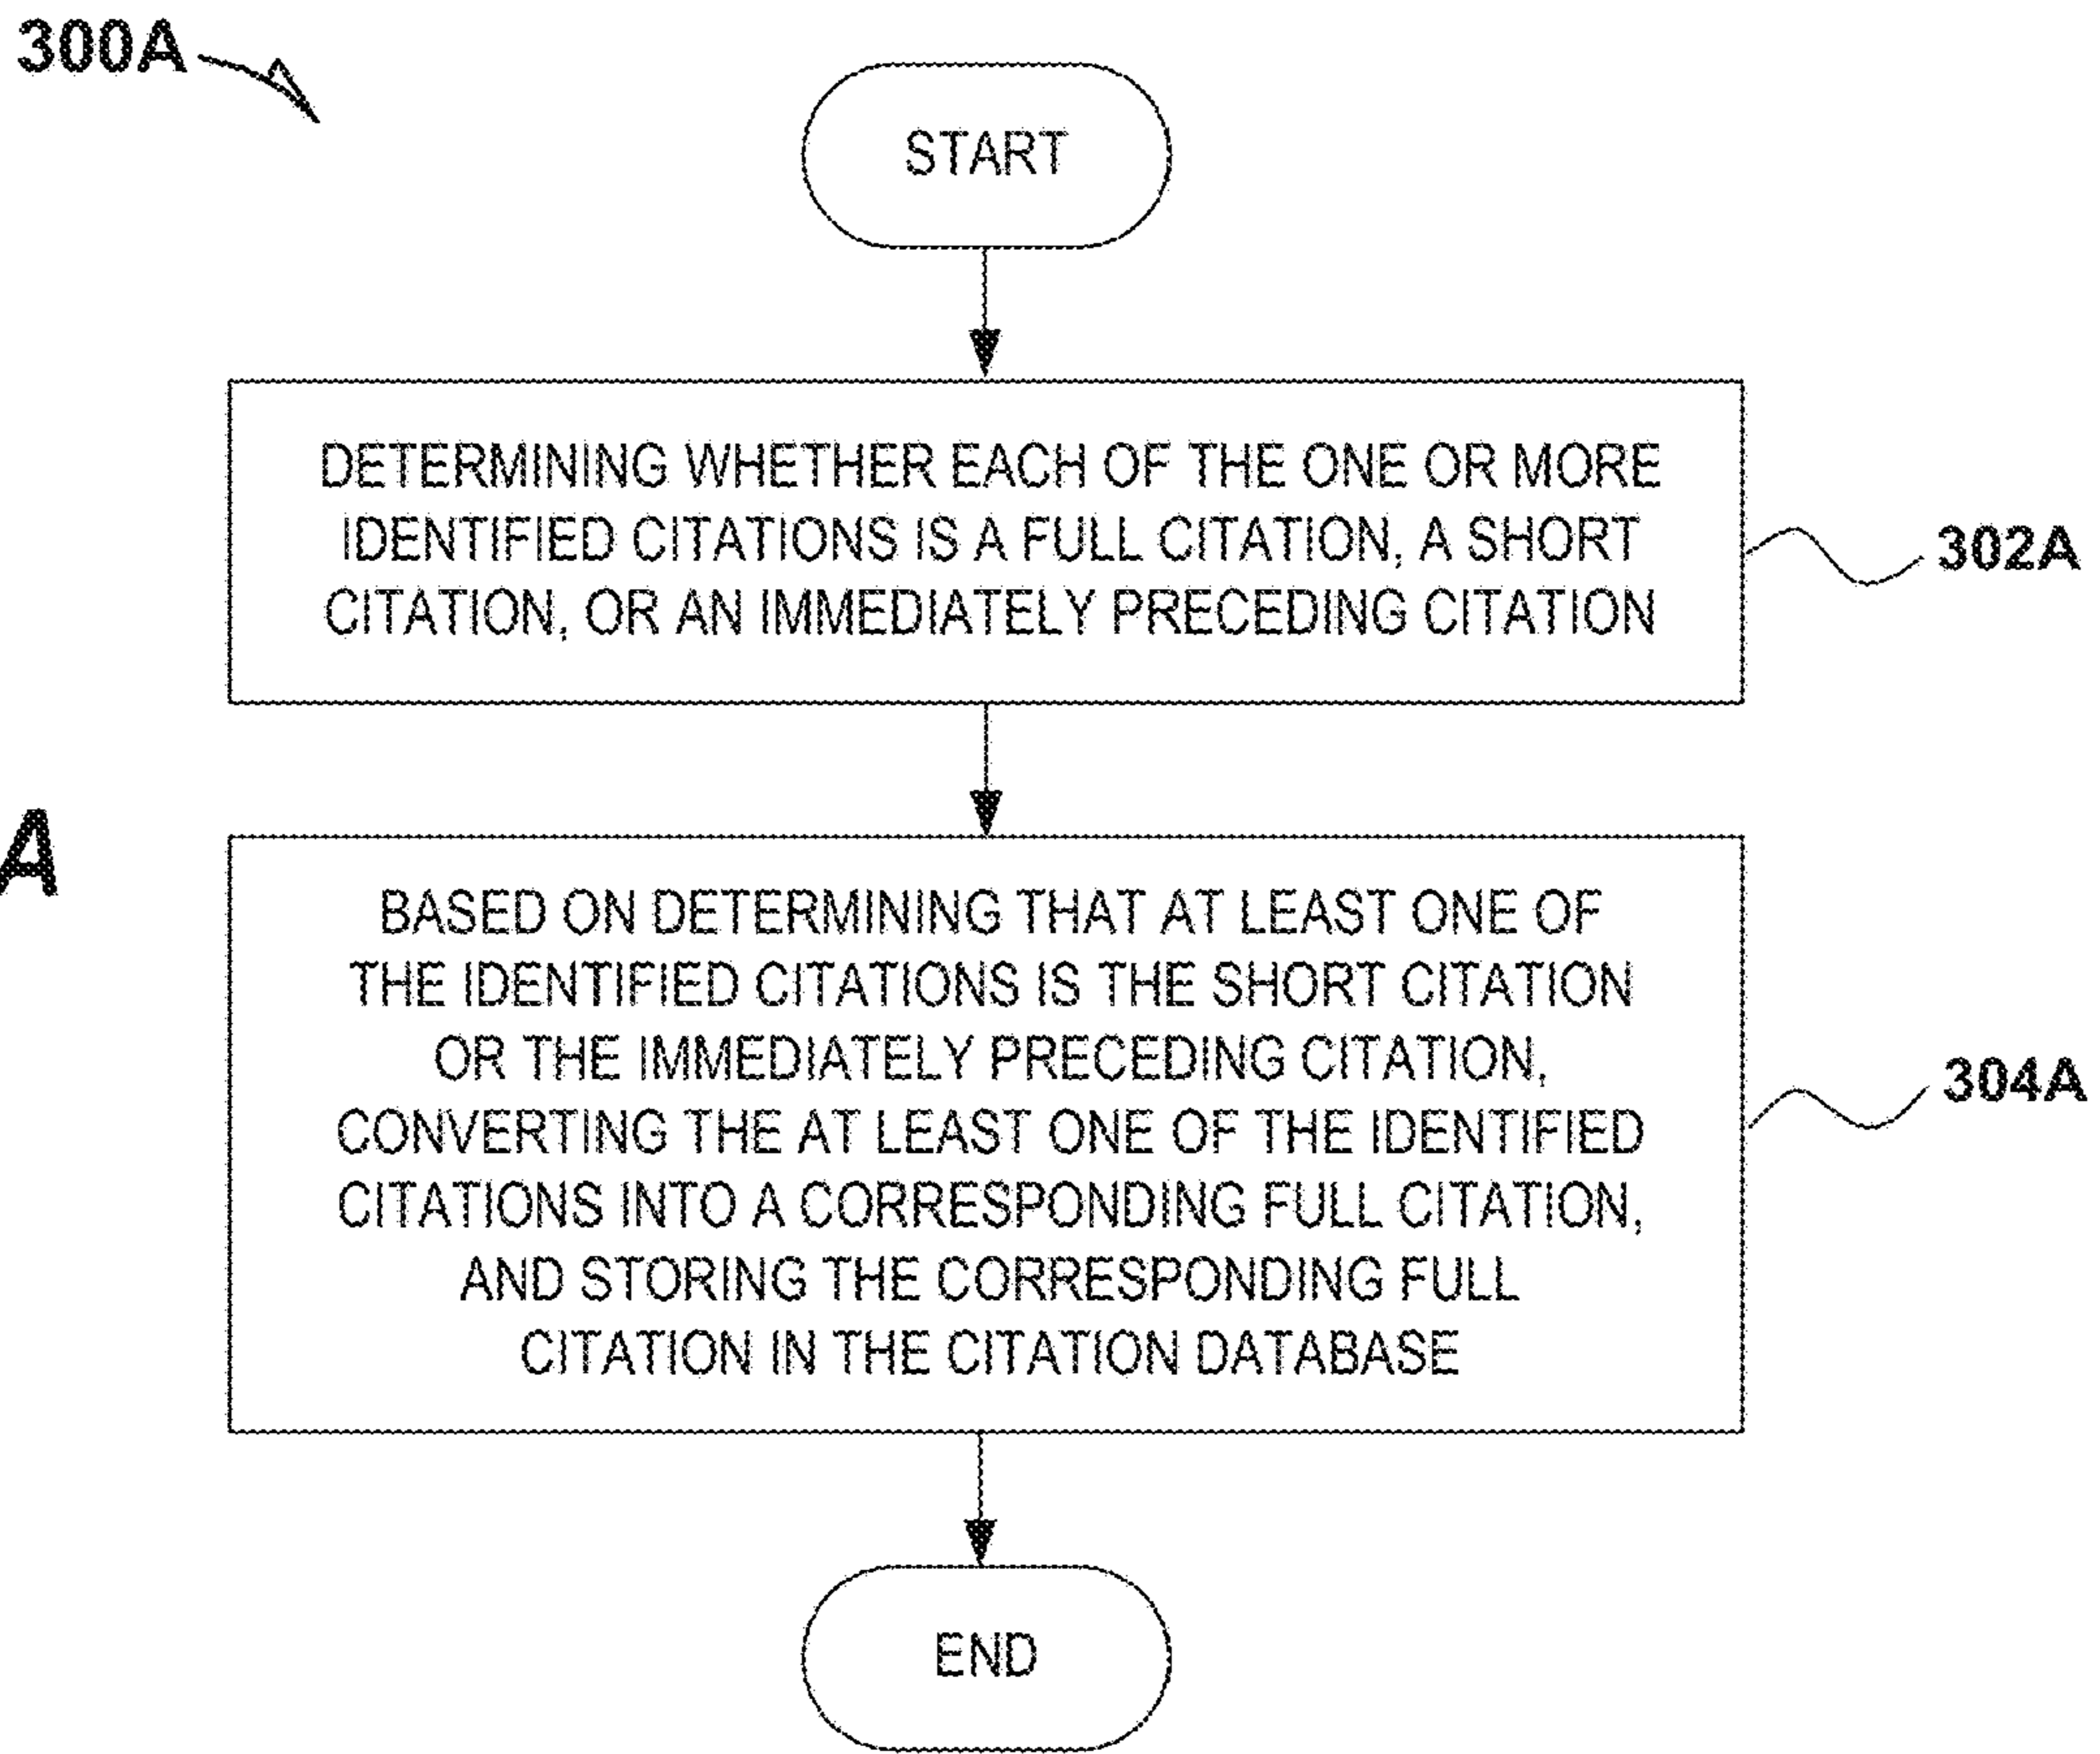 300A
START
DETERMINING WHETHER EACH OF THE ONE OR MORE
IDENTIFIED CITATIONS IS A FULL CITATION, A SHORT
CITATION, OR AN IMMEDIATELY PRECEDING CITATION
302A
A
BASED ON DETERMINING THAT AT LEAST ONE OF
THE IDENTIFIED CITATIONS IS THE SHORT CITATION
OR THE IMMEDIATELY PRECEDING CITATION,
CONVERTING THE AT LEAST ONE OF THE IDENTIFIED
CITATIONS INTO A CORRESPONDING FULL CITATION,
AND STORING THE CORRESPONDING FULL
CITATION IN THE CITATION DATABASE
304A
END